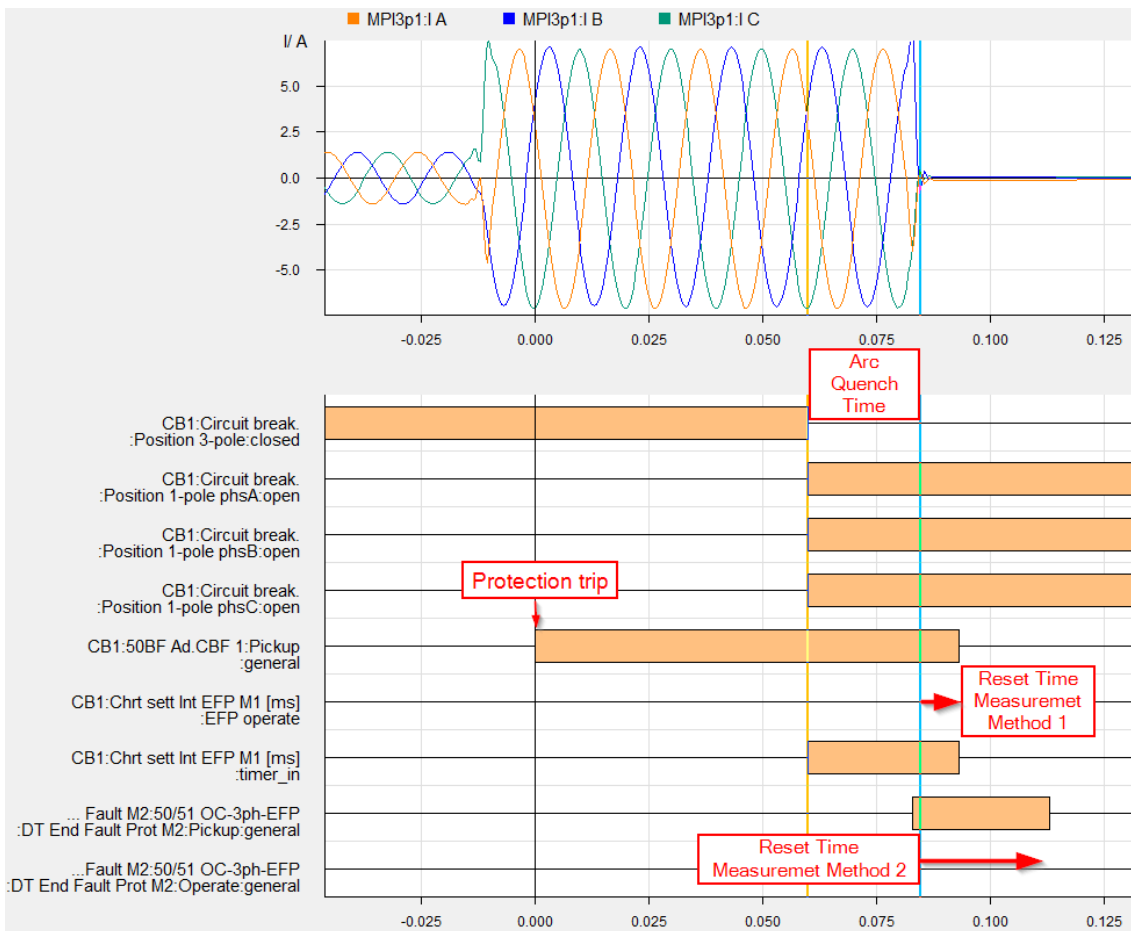 MPI3p1:I A MPI3p1:I B MPI3p1:I C
I/ A
5.0
2.5
0.0
-2.5
-5.0
-0.025 0.000 0.025 0.050 0.075 0.100 0.125
Arc
Quench
Time
CB1:Circuit break.
:Position 3-pole:closed
CB1:Circuit break.
:Position 1-pole phsA:open
CB1:Circuit break.
:Position 1-pole phsB:open
Protection trip
CB1:Circuit break.
:Position 1-pole phsC:open
CB1:50BF Ad.CBF 1:Pickup
:general
Reset Time
Measuremet
Method 1
CB1:Chrt sett Int EFP M1 [ms]
:EFP operate
CB1:Chrt sett Int EFP M1 [ms]
:timer_in
... Fault M2:50/51 OC-3ph-EFP
:DT End Fault Prot M2:Pickup:general
Reset Time
Measuremet Method 2
...Fault M2:50/51 OC-3ph-EFP
:DT End Fault Prot M2:Operate:general
-0.025 0.000 0.025 0.050 0.075 0.100 0.125